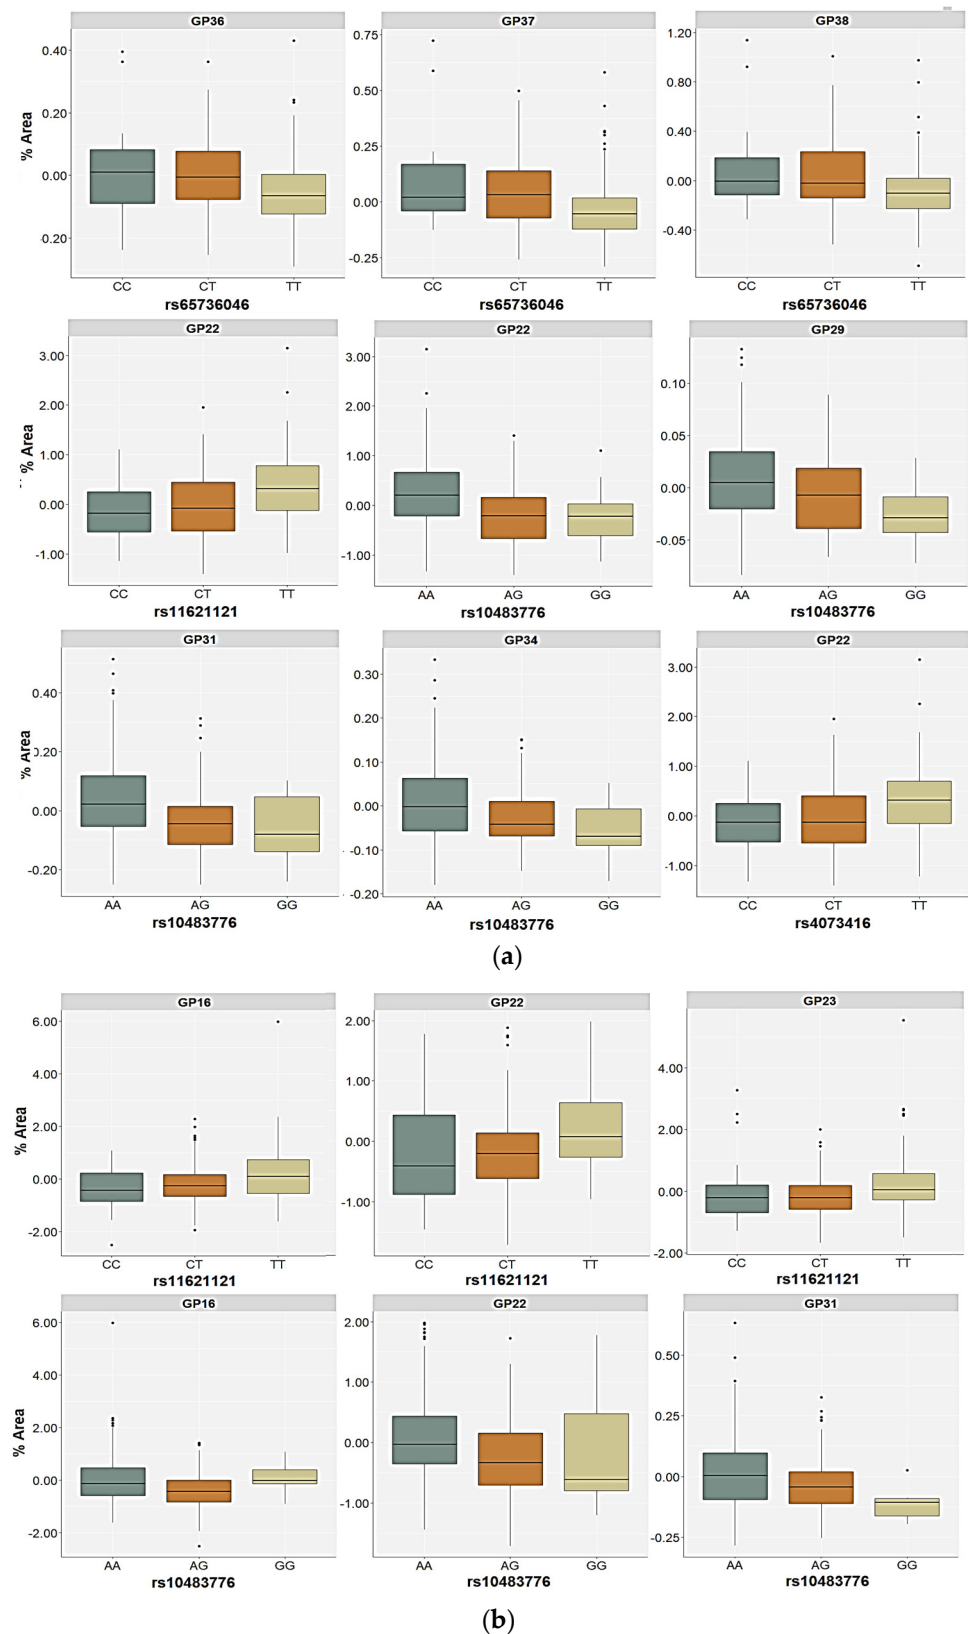 GP36 GP37 GP38
0.40 0.75 1.20
0.20 0.50 0.80
% Area 0.00 0.25 0.40
.20 0.00 0.00
-0.25 -0.40
CC CT TT CC CT TT CC CT TT
rs65736046 rs65736046 rs65736046
GP22 GP22 GP29
3.00 3.00 0.10
2.00 2.00 0.05
% Area 1.00 1.00 0.00
0.00 0.00 -0.05
-1.00 -1.00
CC CT TT AA AG GG AA AG GG
rs11621121 rs10483776 rs10483776
GP31 GP34 GP22
0.40 0.30 3.00
% Area 0.20 0.20 2.00
0.00 0.10 1.00
-0.20 0.00 0.00
-0.10 -1.00
-0.20
AA AG GG AA AG GG CC CT TT
rs10483776 rs10483776 rs4073416
(a)
GP16 GP22 GP23
6.00 2.00 4.00
4.00 1.00 2.00
% Area 2.00 0.00 0.00
0.00 -1.00 -2.00
-2.00
CC CT TT CC CT TT CC CT TT
rs11621121 rs11621121 rs11621121
GP16 GP22 GP31
6.00 2.00 0.50
4.00 1.00 0.25
% Area 2.00 0.00 0.00
0.00 -1.00 -0.25
-2.00
AA AG GG AA AG GG AA AG GG
rs10483776 rs10483776 rs10483776
(b)